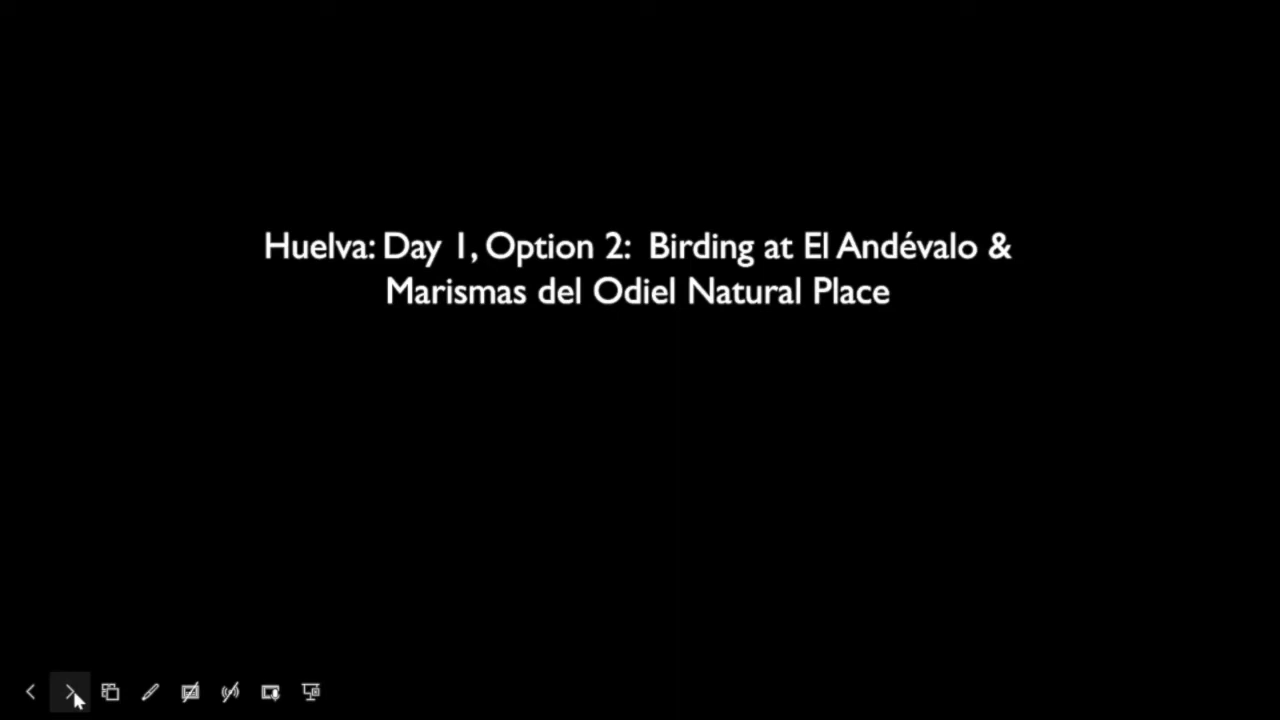 Huelva: Day 1, Option 2:  Birding at El Andévalo &
Marismas del Odiel Natural Place